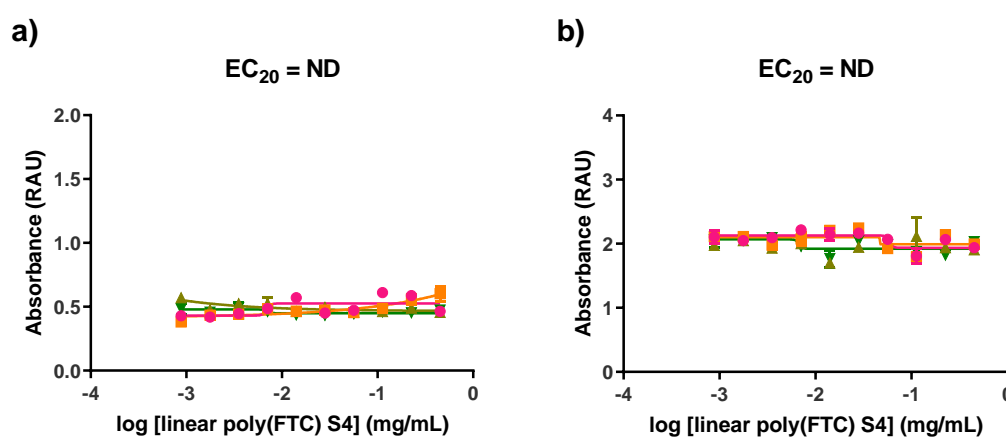 a)
EC20 = ND
2.0
1.5
1.0
0.5
0.0
Absorbance (RAU)
-4 -3 -2 -1 0
log [linear poly(FTC) S4] (mg/mL)
b)
EC20 = ND
4
3
2
1
0
Absorbance (RAU)
-4 -3 -2 -1 0
log [linear poly(FTC) S4] (mg/mL)